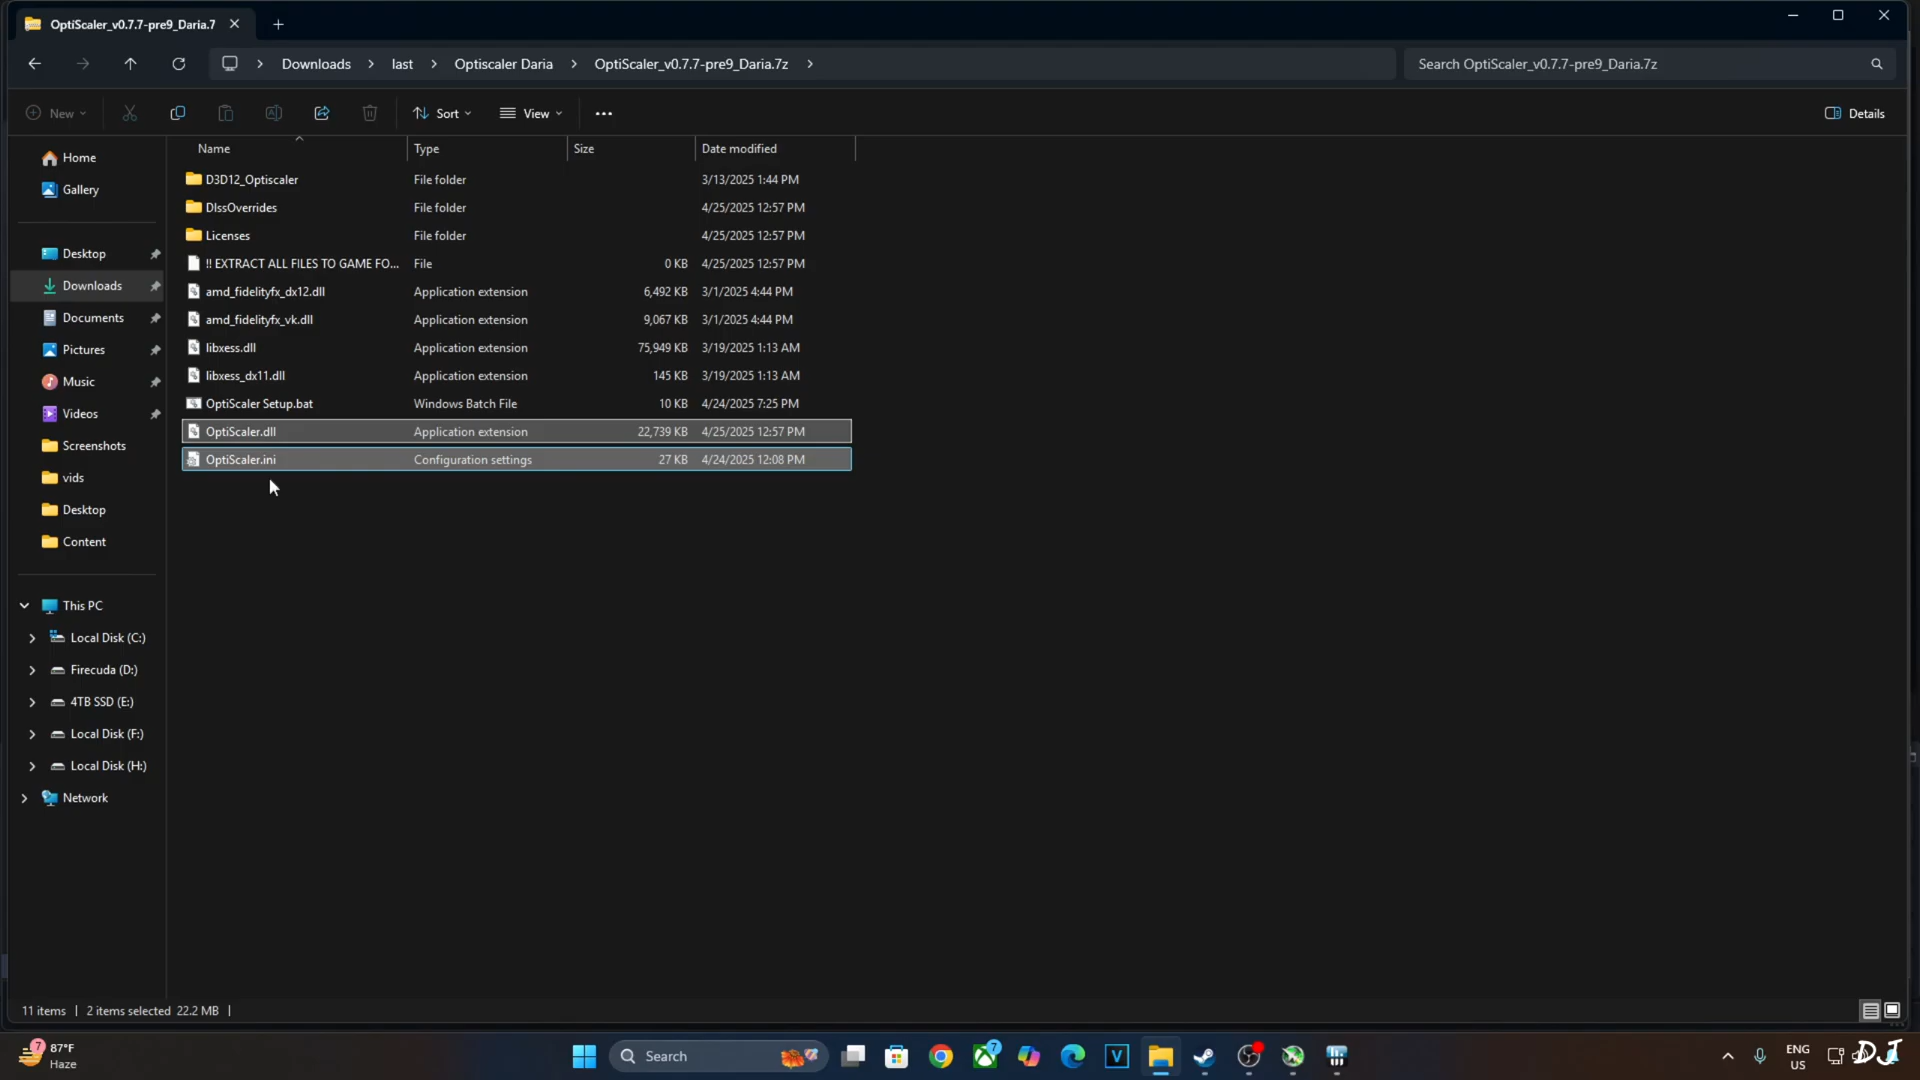 OptiScaler_v0.7.7-pre9_Daria.7
Downloads > last > Optiscaler Daria > OptiScaler_v0.7.7-pre9_Daria.7z >
Search OptiScaler_v0.7.7-pre9_Daria.7z
New
Sort
View
Details
Name Type Size Date modified
D3D12_Optiscaler File folder 3/13/2025 1:44 PM
DlssOverrides File folder 4/25/2025 12:57 PM
Licenses File folder 4/25/2025 12:57 PM
!! EXTRACT ALL FILES TO GAME FO... File 0 KB 4/25/2025 12:57 PM
amd_fidelityfx_dx12.dll Application extension 6,492 KB 3/1/2025 4:44 PM
amd_fidelityfx_vk.dll Application extension 9,067 KB 3/1/2025 4:44 PM
libxess.dll Application extension 75,949 KB 3/19/2025 1:13 AM
libxess_dx11.dll Application extension 145 KB 3/19/2025 1:13 AM
OptiScaler Setup.bat Windows Batch File 10 KB 4/24/2025 7:25 PM
OptiScaler.dll Application extension 22,739 KB 4/25/2025 12:57 PM
OptiScaler.ini Configuration settings 27 KB 4/24/2025 12:08 PM
Home
Gallery
Desktop
Downloads
Documents
Pictures
Music
Videos
Screenshots
vids
Desktop
Content
This PC
Local Disk (C:)
Firecuda (D:)
4TB SSD (E:)
Local Disk (F:)
Local Disk (H:)
Network
11 items | 2 items selected 22.2 MB |
7
87°F
Haze
Search
7
V
ENG
US
DJ